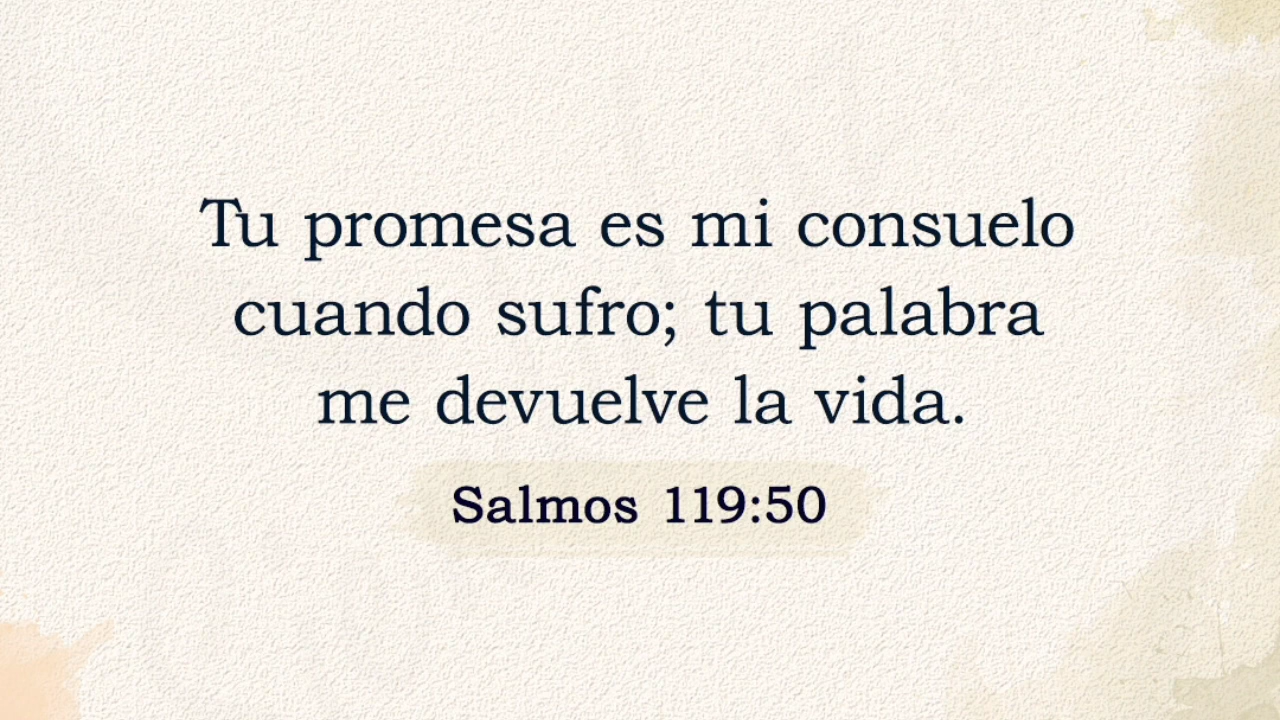 Tu promesa es mi consuelo
cuando sufro; tu palabra
me devuelve la vida.
Salmos 119:50